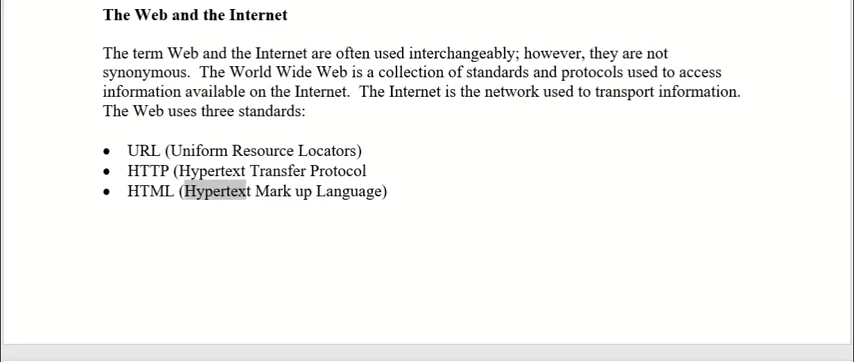 The Web and the Internet
The term Web and the Internet are often used interchangeably; however, they are not
synonymous.  The World Wide Web is a collection of standards and protocols used to access
information available on the Internet.  The Internet is the network used to transport information.
The Web uses three standards:
• URL (Uniform Resource Locators)
• HTTP (Hypertext Transfer Protocol
• HTML (Hypertext Mark up Language)